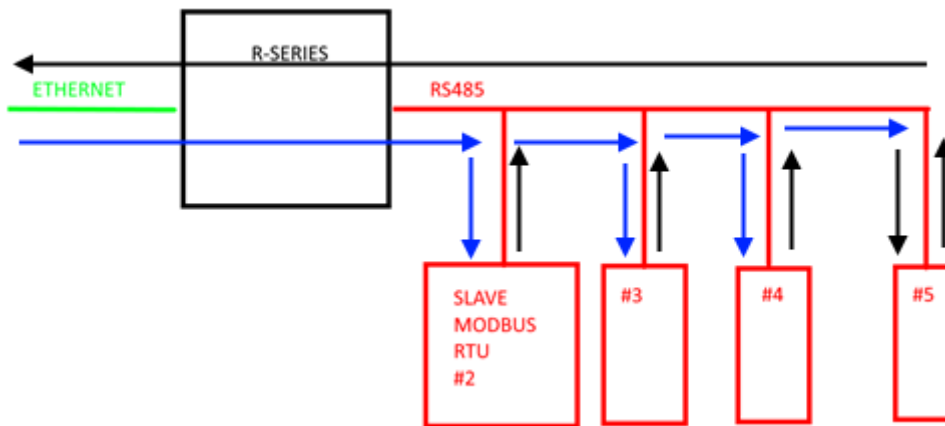 R-SERIES
ETHERNET
RS485
SLAVE
MODBUS
RTU
#2
#3
#4
#5